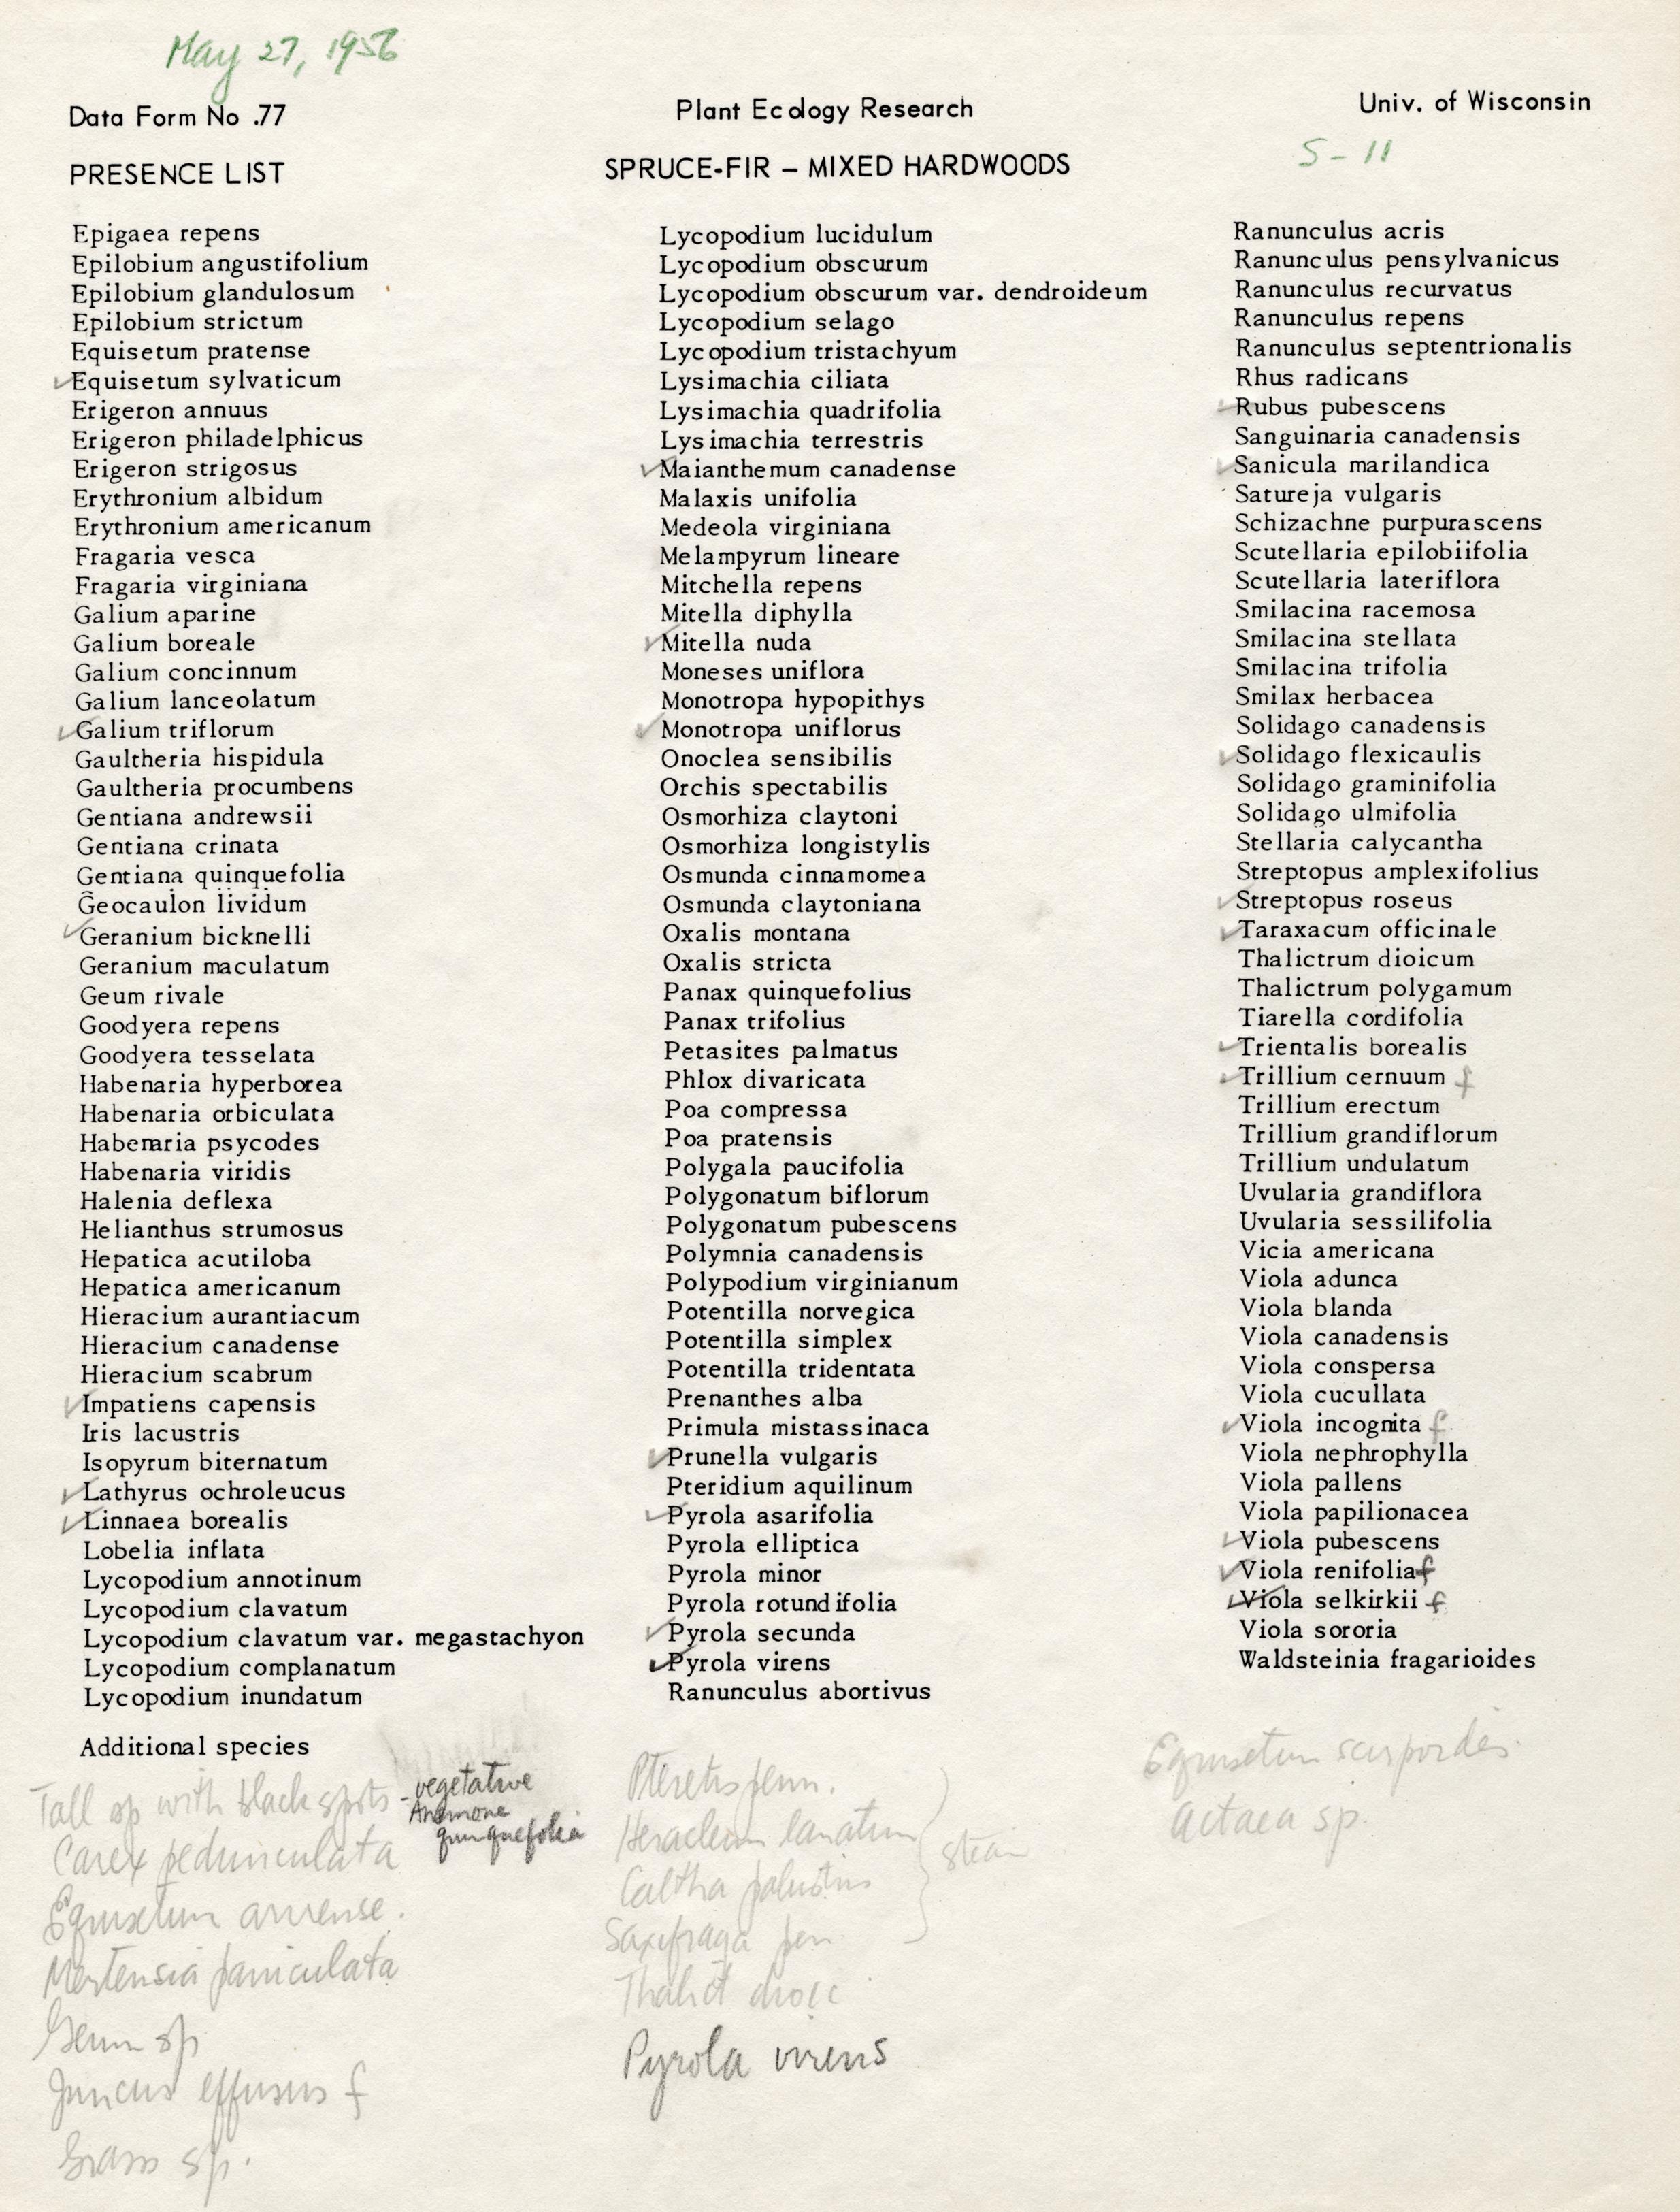 May 27, 1956
Data Form No .77
Plant Ecology Research
Univ. of Wisconsin
S-11
PRESENCE LIST
SPRUCE-FIR – MIXED HARDWOODS
Epigaea repens
Epilobium angustifolium
Epilobium glandulosum
Epilobium strictum
Equisetum pratense
✓Equisetum sylvaticum
Erigeron annuus
Erigeron philadelphicus
Erigeron strigosus
Erythronium albidum
Erythronium americanum
Fragaria vesca
Fragaria virginiana
Galium aparine
Galium boreale
Galium concinnum
Galium lanceolatum
✓Galium triflorum
Gaultheria hispidula
Gaultheria procumbens
Gentiana andrewsii
Gentiana crinata
Gentiana quinquefolia
Geocaulon lividum
✓Geranium bicknelli
Geranium maculatum
Geum rivale
Goodyera repens
Goodyera tesselata
Habenaria hyperborea
Habenaria orbiculata
Habenaria psycodes
Habenaria viridis
Halenia deflexa
Helianthus strumosus
Hepatica acutiloba
Hepatica americanum
Hieracium aurantiacum
Hieracium canadense
Hieracium scabrum
✓Impatiens capensis
Iris lacustris
Isopyrum biternatum
✓Lathyrus ochroleucus
✓Linnaea borealis
Lobelia inflata
Lycopodium annotinum
Lycopodium clavatum
Lycopodium clavatum var. megastachyon
Lycopodium complanatum
Lycopodium inundatum
Lycopodium lucidulum
Lycopodium obscurum
Lycopodium obscurum var. dendroideum
Lycopodium selago
Lycopodium tristachyum
Lysimachia ciliata
Lysimachia quadrifolia
Lysimachia terrestris
✓Maianthemum canadense
Malaxis unifolia
Medeola virginiana
Melampyrum lineare
Mitchella repens
Mitella diphylla
✓Mitella nuda
Moneses uniflora
Monotropa hypopithys
✓Monotropa uniflorus
Onoclea sensibilis
Orchis spectabilis
Osmorhiza claytoni
Osmorhiza longistylis
Osmunda cinnamomea
Osmunda claytoniana
Oxalis montana
Oxalis stricta
Panax quinquefolius
Panax trifolius
Petasites palmatus
Phlox divaricata
Poa compressa
Poa pratensis
Polygala paucifolia
Polygonatum biflorum
Polygonatum pubescens
Polymnia canadensis
Polypodium virginianum
Potentilla norvegica
Potentilla simplex
Potentilla tridentata
Prenanthes alba
Primula mistassinaca
✓Prunella vulgaris
Pteridium aquilinum
✓Pyrola asarifolia
Pyrola elliptica
Pyrola minor
Pyrola rotundifolia
✓Pyrola secunda
✓Pyrola virens
Ranunculus abortivus
Ranunculus acris
Ranunculus pensylvanicus
Ranunculus recurvatus
Ranunculus repens
Ranunculus septentrionalis
Rhus radicans
✓Rubus pubescens
Sanguinaria canadensis
✓Sanicula marilandica
Satureja vulgaris
Schizachne purpurascens
Scutellaria epilobiifolia
Scutellaria lateriflora
Smilacina racemosa
Smilacina stellata
Smilacina trifolia
Smilax herbacea
Solidago canadensis
✓Solidago flexicaulis
Solidago graminifolia
Solidago ulmifolia
Stellaria calycantha
Streptopus amplexifolius
✓Streptopus roseus
✓Taraxacum officinale
Thalictrum dioicum
Thalictrum polygamum
Tiarella cordifolia
✓Trientalis borealis
✓Trillium cernuum f
Trillium erectum
Trillium grandiflorum
Trillium undulatum
Uvularia grandiflora
Uvularia sessilifolia
Vicia americana
Viola adunca
Viola blanda
Viola canadensis
Viola conspersa
Viola cucullata
✓Viola incognita f
Viola nephrophylla
Viola pallens
Viola papilionacea
✓Viola pubescens
✓Viola renifolia f
✓Viola selkirkii f
Viola sororia
Waldsteinia fragarioides
Additional species
Tall sp with black spots - vegetative
Anemone
quinquefolia
Carex pedunculata
Equisetum arvense.
Mertensia paniculata
Geum sp
Juncus effusus f
Grass sp.
Pteretis penn.
Heracleum lanatum
Caltha palustris
Saxifraga pen
Thalict dioic
Pyrola virens
Equisetum scirpoides
Actaea sp.